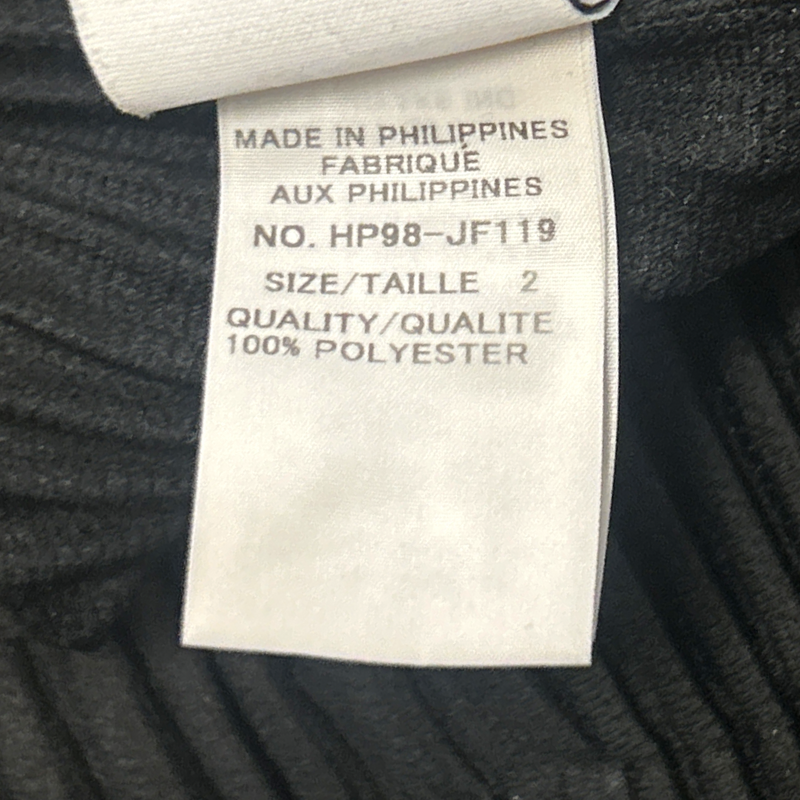 MADE IN PHILIPPINES
FABRIQUÉ
AUX PHILIPPINES
NO. HP98-JF119
SIZE/TAILLE 2
QUALITY/QUALITE
100% POLYESTER